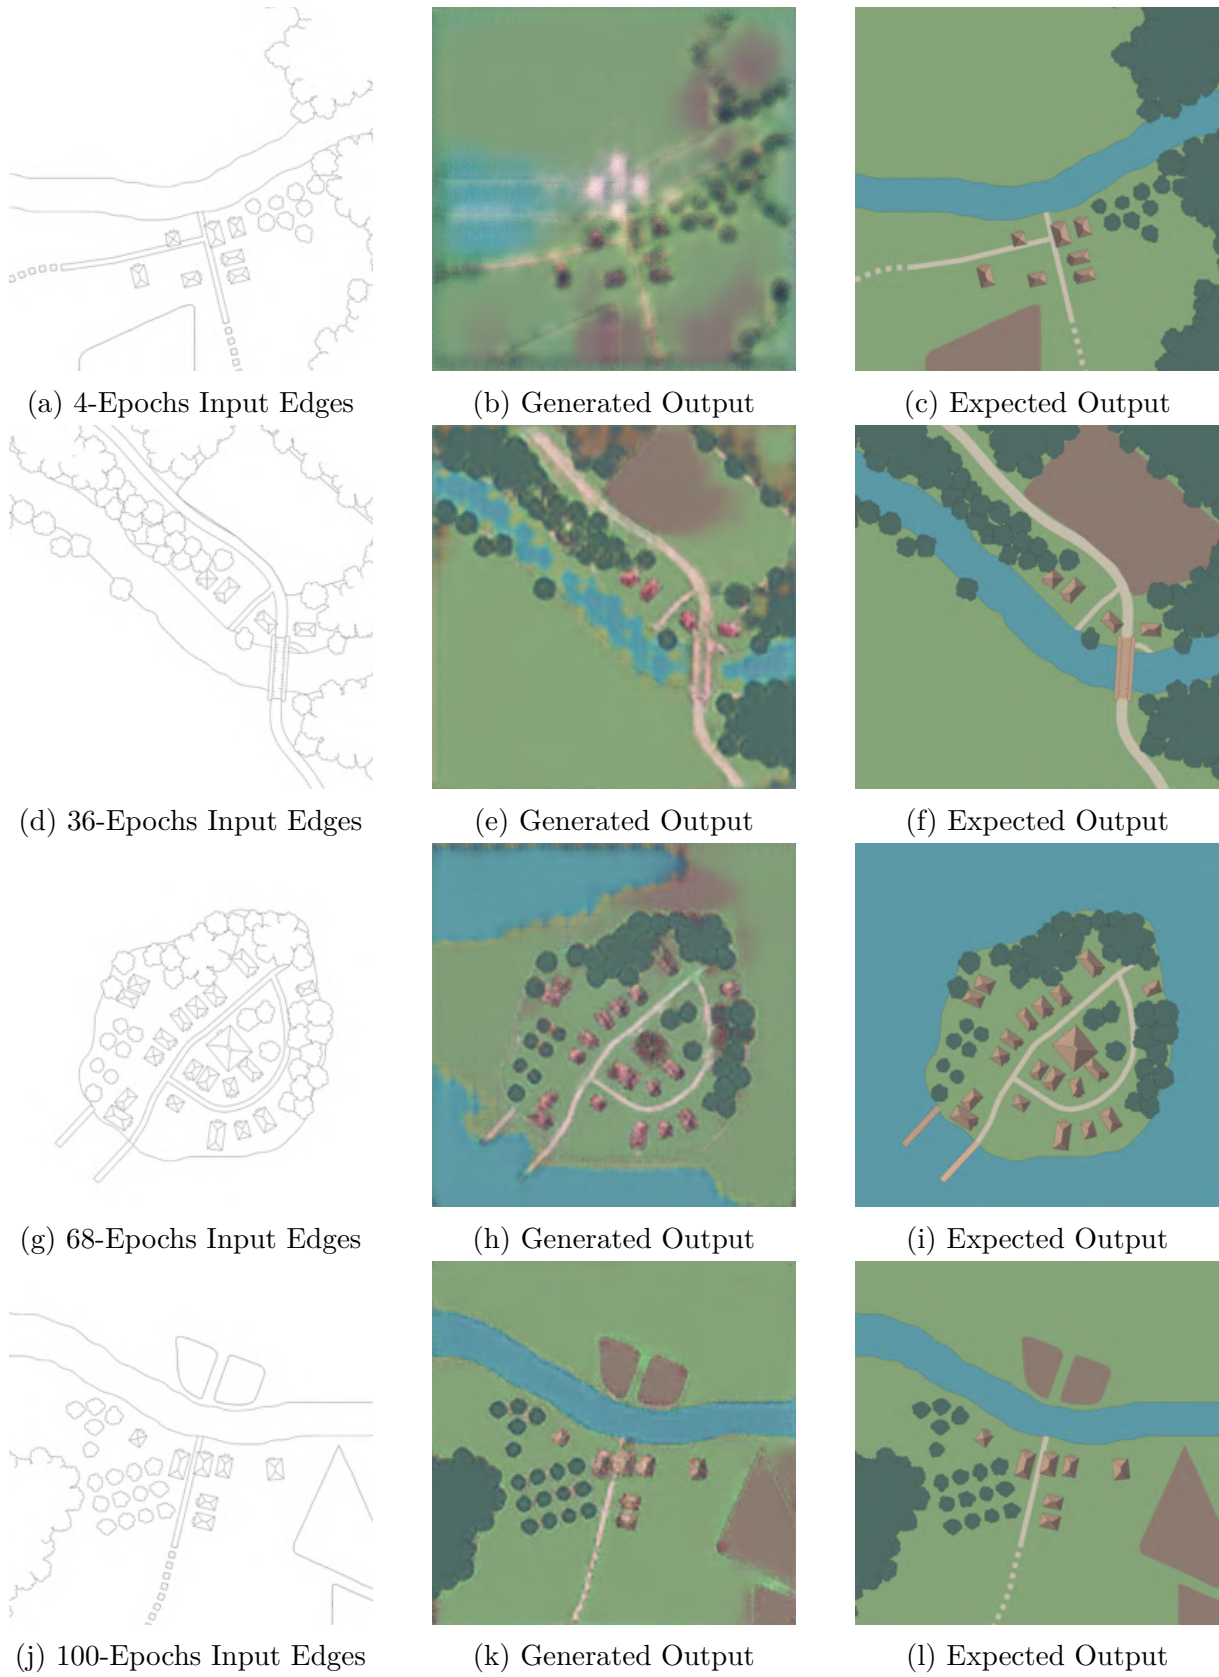 (a) 4-Epochs Input Edges
(b) Generated Output
(c) Expected Output
(d) 36-Epochs Input Edges
(e) Generated Output
(f) Expected Output
(g) 68-Epochs Input Edges
(h) Generated Output
(i) Expected Output
(j) 100-Epochs Input Edges
(k) Generated Output
(l) Expected Output